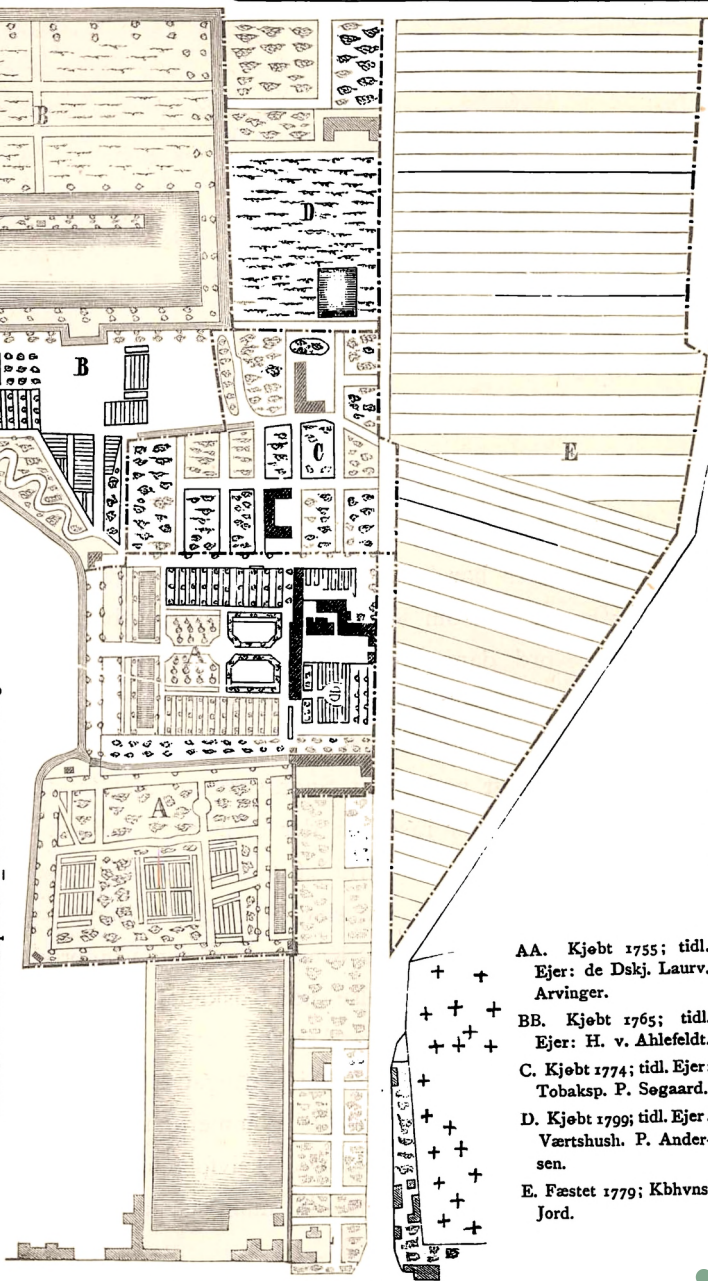 B
D
B
C
E
A
A
AA. Kjøbt 1755; tidl.
Ejer: de Dskj. Laurv.
Arvinger.
BB. Kjøbt 1765; tidl.
Ejer: H. v. Ahlefeldt.
C. Kjøbt 1774; tidl. Ejer:
Tobaksp. P. Søgaard.
D. Kjøbt 1799; tidl. Ejer.
Værtshush. P. Ander-
sen.
E. Fæstet 1779; Kbhvns
Jord.